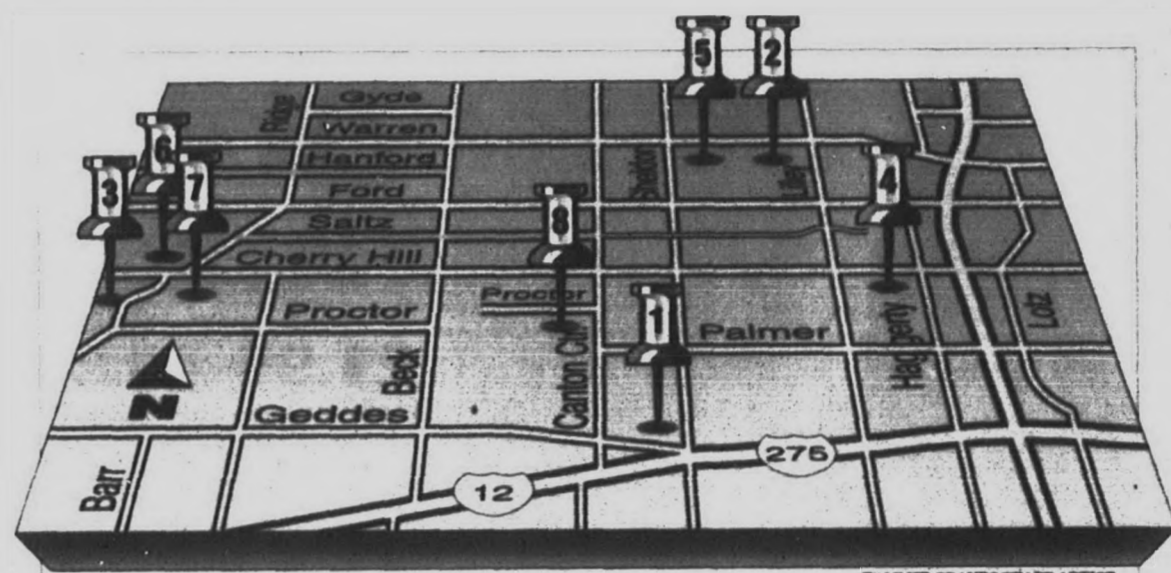 5 2
Gyde
Ridge
Warren
6
Hanford
Sheldon
Lilley
3 7
Ford
4
8
Saltz
Cherry Hill
Proctor
Proctor
1
Palmer
Haggerty
Lotz
Beck
Canton Ctr.
N
Geddes
275
12
Barr